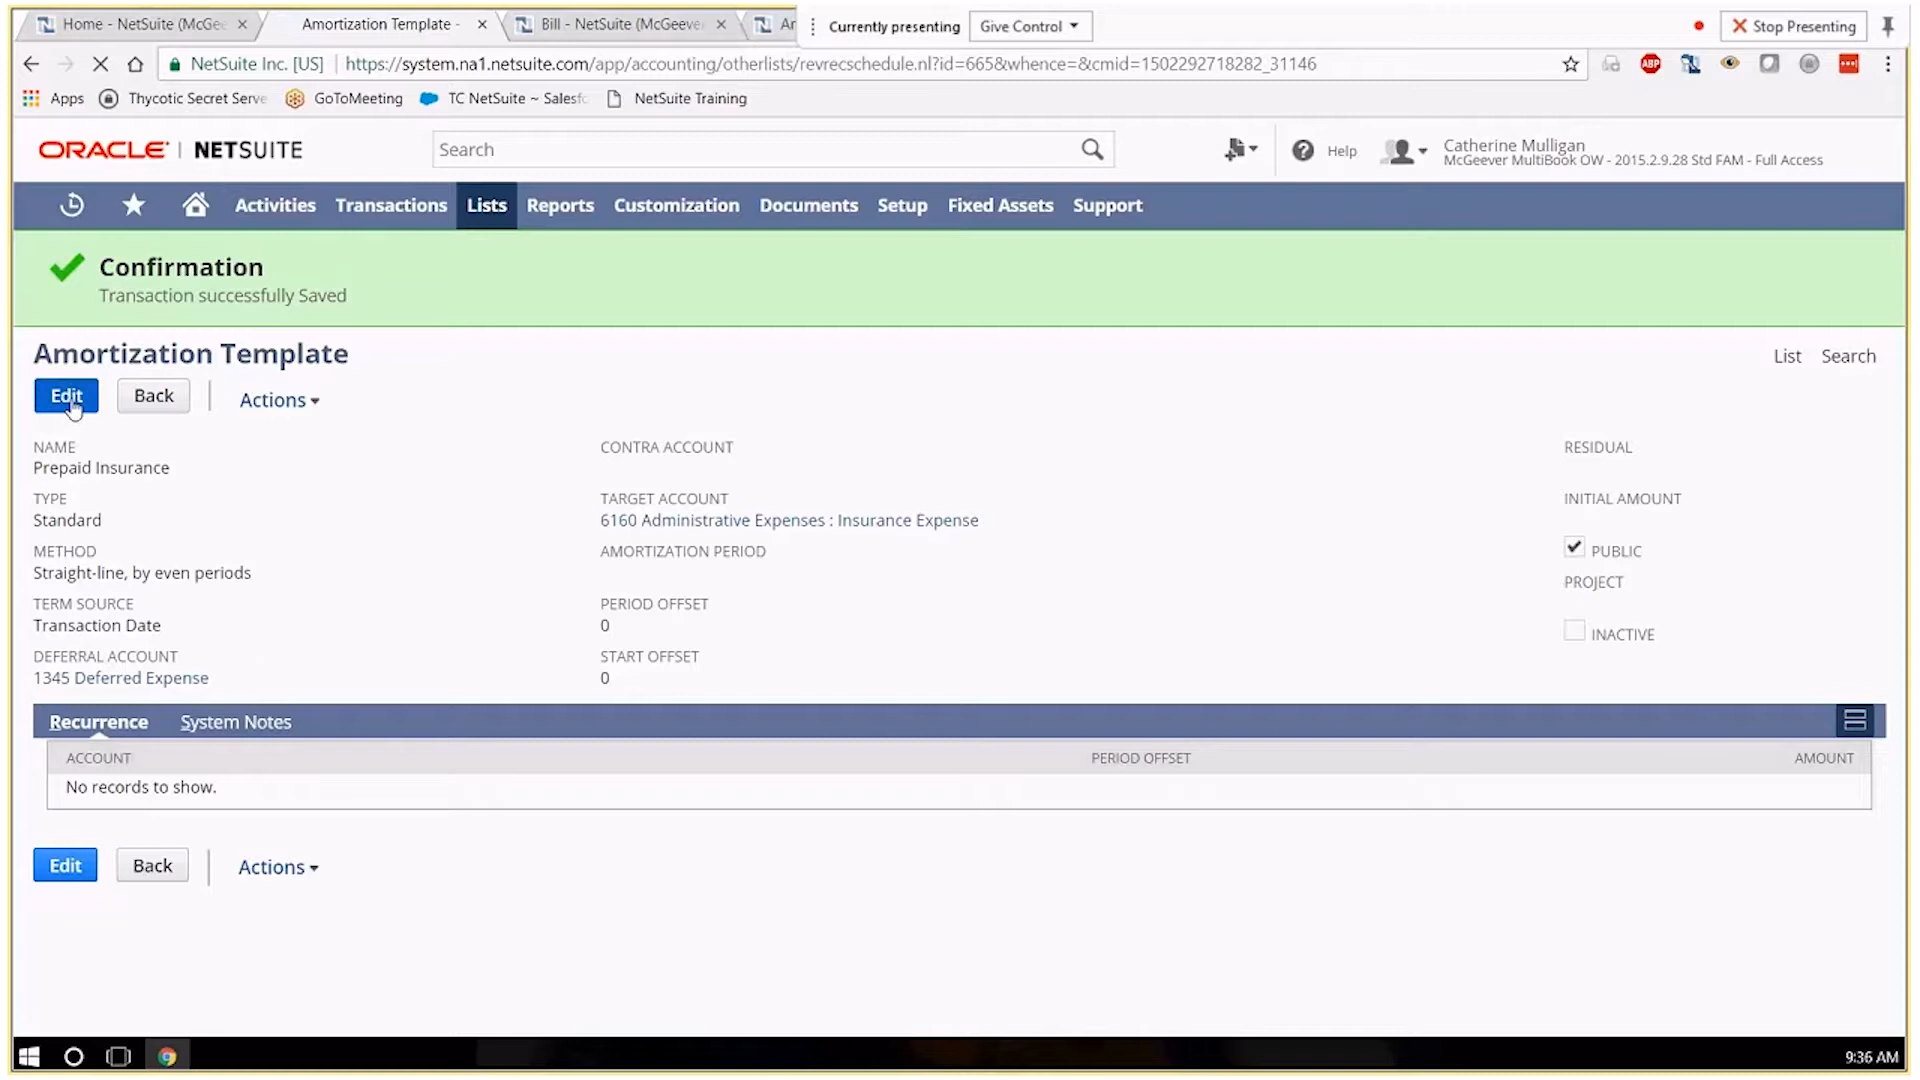 Home - NetSuite (McGee
Amortization Template -
Bill - NetSuite (McGeever
Ar
Currently presenting
Give Control
Stop Presenting
NetSuite Inc. [US]
https://system.na1.netsuite.com/app/accounting/otherlists/revrecschedule.nl?id=665&whence=&cmid=1502292718282_31146
ABP
Apps
Thycotic Secret Serve
GoToMeeting
TC NetSuite ~ Salesfo
NetSuite Training
ORACLE | NETSUITE
Search
Help
Catherine Mulligan
McGeever MultiBook OW - 2015.2.9.28 Std FAM - Full Access
Activities
Transactions
Lists
Reports
Customization
Documents
Setup
Fixed Assets
Support
Confirmation
Transaction successfully Saved
Amortization Template
List
Search
Edit
Back
Actions
NAME
Prepaid Insurance
TYPE
Standard
METHOD
Straight-line, by even periods
TERM SOURCE
Transaction Date
DEFERRAL ACCOUNT
1345 Deferred Expense
CONTRA ACCOUNT
TARGET ACCOUNT
6160 Administrative Expenses : Insurance Expense
AMORTIZATION PERIOD
PERIOD OFFSET
0
START OFFSET
0
RESIDUAL
INITIAL AMOUNT
PUBLIC
PROJECT
INACTIVE
Recurrence
System Notes
ACCOUNT
PERIOD OFFSET
AMOUNT
No records to show.
Edit
Back
Actions
9:36 AM